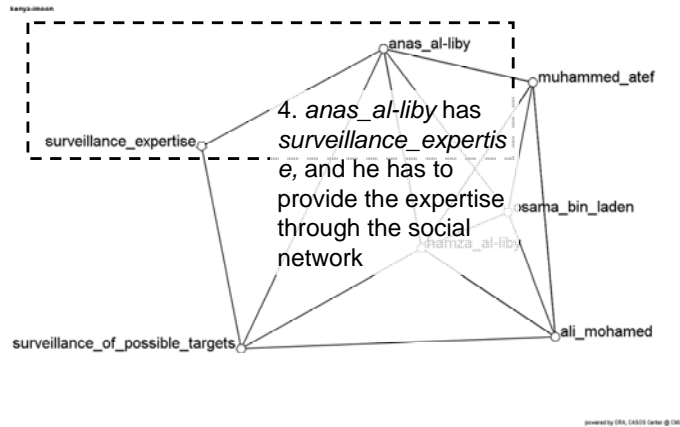 kenya-imoon
anas_al-liby
muhammed_atef
4. anas_al-liby has
surveillance_expertis
e, and he has to
provide the expertise
through the social
network
surveillance_expertise
osama_bin_laden
hamza_al-liby
ali_mohamed
surveillance_of_possible_targets
powered by ORA, CASOS Center @ CMU